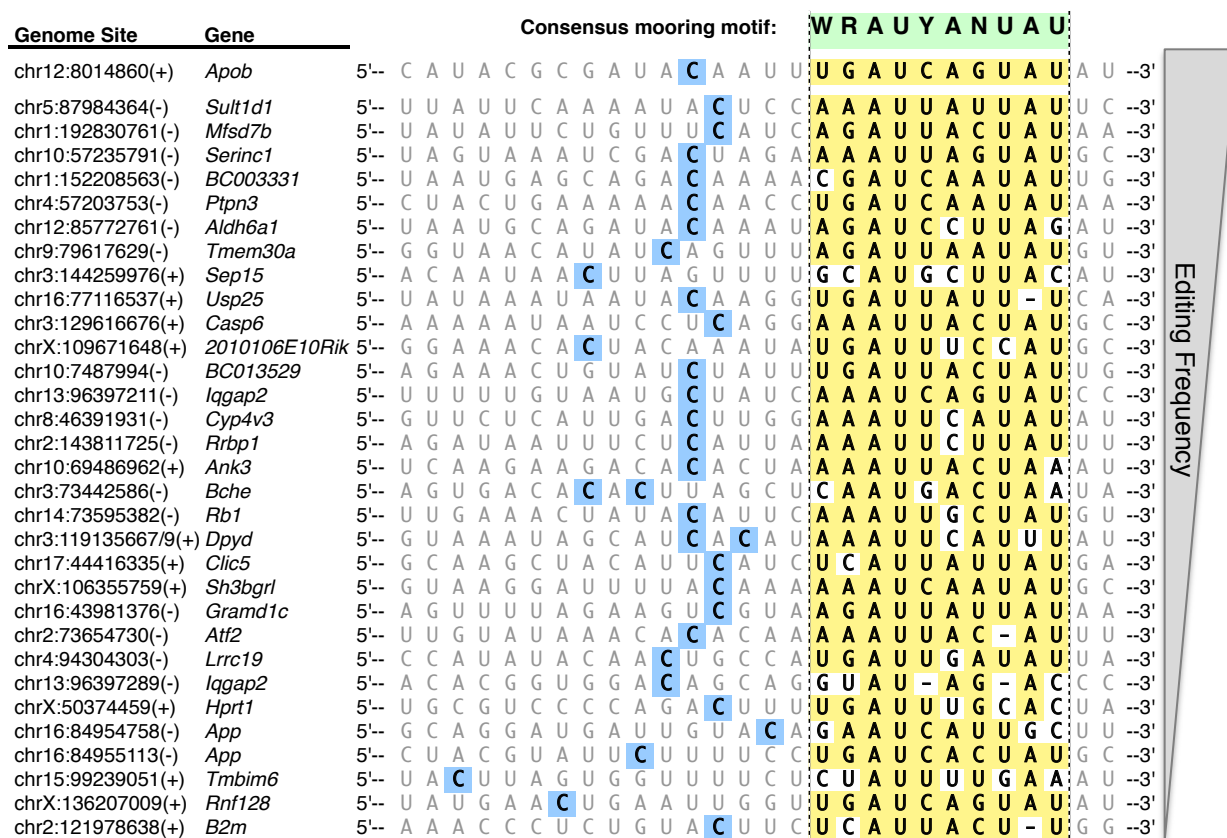 Consensus mooring motif: W R A U Y A N U A U
Genome Site Gene
chr12:8014860(+) Apob 5'-- C A U A C G C G A U A C A A U U U G A U C A G U A U A U --3'
chr5:87984364(-) Sult1d1 5'-- U U A U U C A A A A U A C U C C A A A U U A U U A U U C --3'
chr1:192830761(-) Mfsd7b 5'-- U A U A U U C U G U U U C A U C A G A U U A C U A U A A --3'
chr10:57235791(-) Serinc1 5'-- U A G U A A A U C G A C U A G A A A A U U A G U A U G C --3'
chr1:152208563(-) BC003331 5'-- U A A U G A G C A G A C A A A A C G A U C A A U A U U G --3'
chr4:57203753(-) Ptpn3 5'-- C U A C U G A A A A A C A A C C U G A U C A A U A U A A --3'
chr12:85772761(-) Aldh6a1 5'-- U A A U G C A G A U A C A A A U A G A U C C U U A G A U --3'
chr9:79617629(-) Tmem30a 5'-- G G U A A C A U A U C A G U U U A G A U U A A U A U G U --3'
chr3:144259976(+) Sep15 5'-- A C A A U A A C U U A G U U U U G C A U G C U U A C A U --3'
chr16:77116537(+) Usp25 5'-- U A U A A A U A A U A C A A G G U G A U U A U U – U C A --3'
chr3:129616676(+) Casp6 5'-- A A A A A U A A U C C U C A G G A A A U U A C U A U G C --3'
chrX:109671648(+) 2010106E10Rik 5'-- G G A A A C A C U A C A A A U A U G A U U U C C A U G C --3'
chr10:7487994(-) BC013529 5'-- A G A A A C U G U A U C U A U U U G A U U A C U A U U G --3'
chr13:96397211(-) Iqgap2 5'-- U U U U U G U A A U G C U A U C A A A U C A G U A U C C --3'
chr8:46391931(-) Cyp4v3 5'-- G U U C U C A U U G A C U U G G A A A U U C A U A U A U --3'
chr2:143811725(-) Rrbp1 5'-- A G A U A A U U U C U C A U U A A A A U U C U U A U U U --3'
chr10:69486962(+) Ank3 5'-- U C A A G A A G A C A C A C U A A A A U U A C U A A A U --3'
chr3:73442586(-) Bche 5'-- A G U G A C A C A C U U A G C U C A A U G A C U A A U A --3'
chr14:73595382(-) Rb1 5'-- U U G A A A C U A U A C A U U C A A A U U G C U A U G U --3'
chr3:119135667/9(+) Dpyd 5'-- G U A A A U A G C A U C A C A U A A A U U C A U U U A U --3'
chr17:44416335(+) Clic5 5'-- G C A A G C U A C A U U C A U C U C A U U A U U A U G A --3'
chrX:106355759(+) Sh3bgrl 5'-- G U A A G G A U U U U A C A A A A A A U C A A U A U G A --3'
chr16:43981376(-) Gramd1c 5'-- A G U U U U A G A A G U C G U A A G A U U A U U A U A A --3'
chr2:73654730(-) Atf2 5'-- U U G U A U A A A C A C A C A A A A A U U A C – A U U U --3'
chr4:94304303(-) Lrrc19 5'-- C C A U A U A C A A C U G C C A U G A U U G A U A U U A --3'
chr13:96397289(-) Iqgap2 5'-- A C A C G G U G G A C A G C A G G U A U – A G – A C C C --3'
chrX:50374459(+) Hprt1 5'-- U G C G U C C C C A G A C U U U U G A U U U G C A C U A --3'
chr16:84954758(-) App 5'-- G C A G G A U G A U U G U A C A G A A U C A U U G C U U --3'
chr16:84955113(-) App 5'-- C U A C G U A U U C U U U U C C U G A U C A C U A U G C --3'
chr15:99239051(+) Tmbim6 5'-- U A C U U A G U G G U U U U C U C U A U U U U G A A A U --3'
chrX:136207009(+) Rnf128 5'-- U A U G A A C U G A A U U G G U U G A U C A G U A U A U --3'
chr2:121978638(+) B2m 5'-- A A A C C C U C U G U A C U U C U C A U U A C U – U G G --3'
Editing Frequency